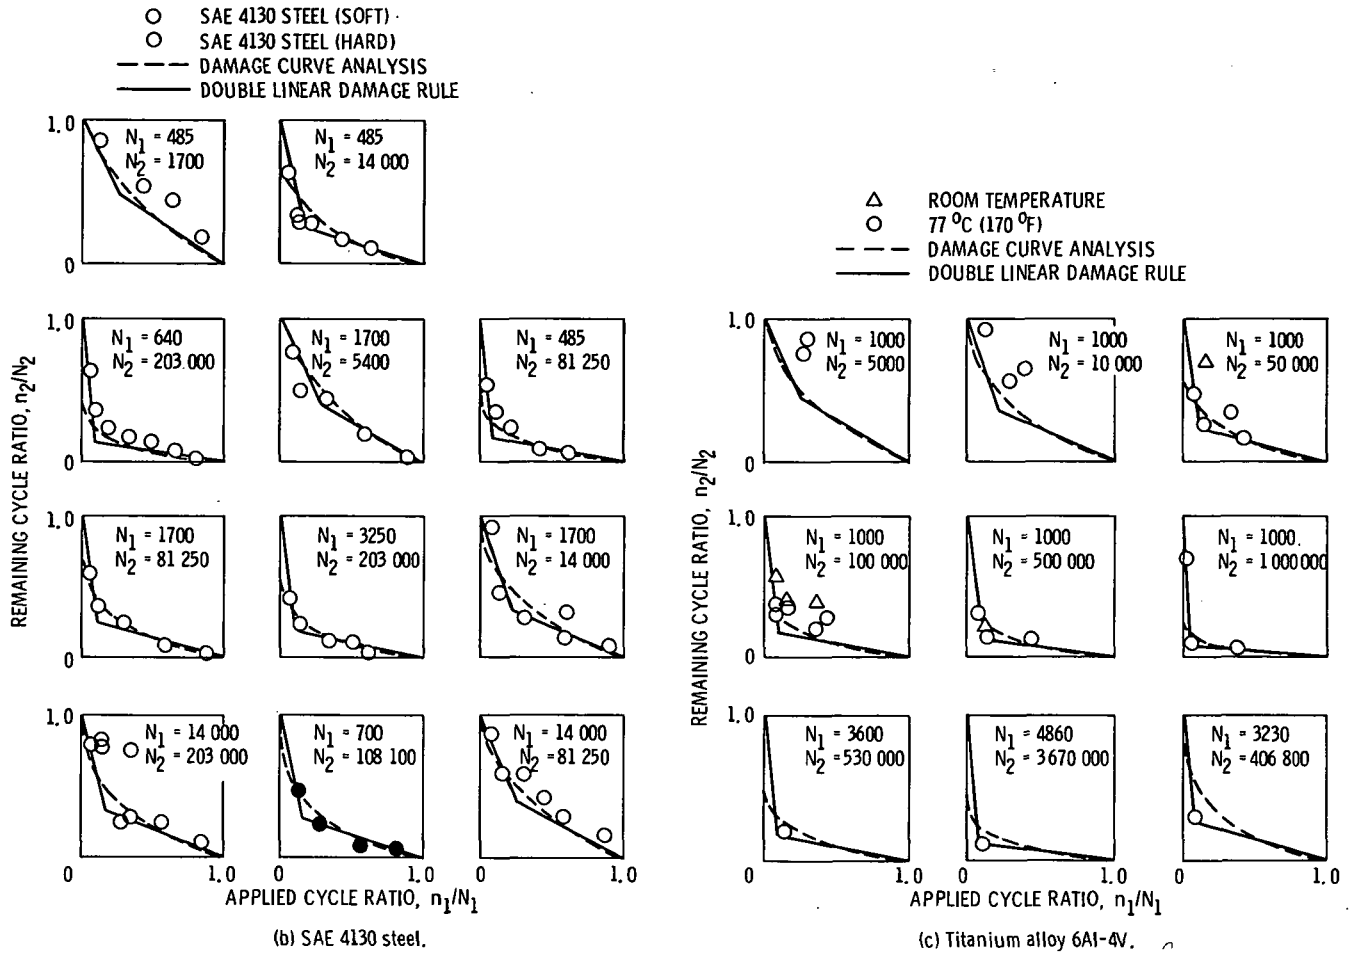 SAE 4130 STEEL (SOFT)
SAE 4130 STEEL (HARD)
DAMAGE CURVE ANALYSIS
DOUBLE LINEAR DAMAGE RULE
1.0
N1 = 485
N2 = 1700
0
N1 = 485
N2 = 14 000
REMAINING CYCLE RATIO, n2/N2
1.0
N1 = 640
N2 = 203 000
0
N1 = 1700
N2 = 5400
N1 = 485
N2 = 81 250
1.0
N1 = 1700
N2 = 81 250
0
N1 = 3250
N2 = 203 000
N1 = 1700
N2 = 14 000
1.0
N1 = 14 000
N2 = 203 000
N1 = 700
N2 = 108 100
N1 = 14 000
N2 = 81 250
0 1.0 0 1.0 0 1.0
APPLIED CYCLE RATIO, n1/N1
(b) SAE 4130 steel.
ROOM TEMPERATURE
77 °C (170 °F)
DAMAGE CURVE ANALYSIS
DOUBLE LINEAR DAMAGE RULE
REMAINING CYCLE RATIO, n2/N2
1.0
N1 = 1000
N2 = 5000
0
N1 = 1000
N2 = 10 000
N1 = 1000
N2 = 50 000
1.0
N1 = 1000
N2 = 100 000
0
N1 = 1000
N2 = 500 000
N1 = 1000
N2 = 1 000 000
1.0
N1 = 3600
N2 = 530 000
N1 = 4860
N2 = 3 670 000
N1 = 3230
N2 = 406 800
0 1.0 0 1.0 0 1.0
APPLIED CYCLE RATIO, n1/N1
(c) Titanium alloy 6Al-4V.